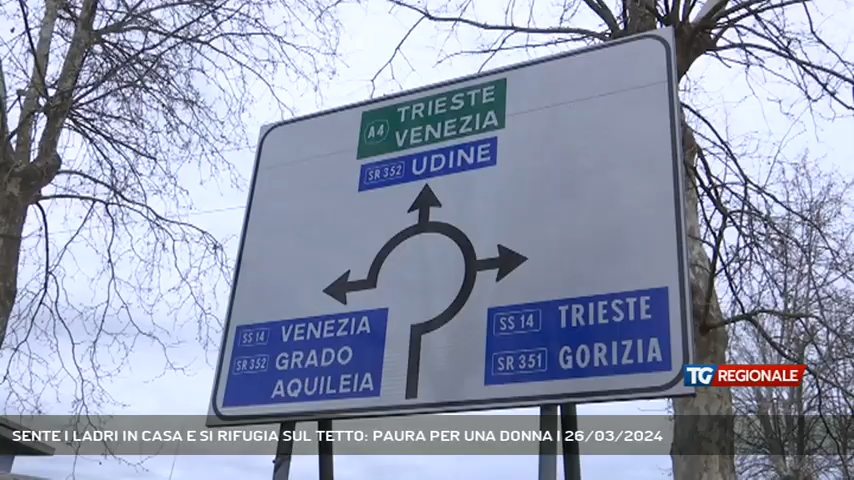 A4 TRIESTE
VENEZIA
SR 352 UDINE
SS 14 VENEZIA
SR 352 GRADO
AQUILEIA
SS 14 TRIESTE
SR 351 GORIZIA
TG REGIONALE
SENTE I LADRI IN CASA E SI RIFUGIA SUL TETTO: PAURA PER UNA DONNA | 26/03/2024